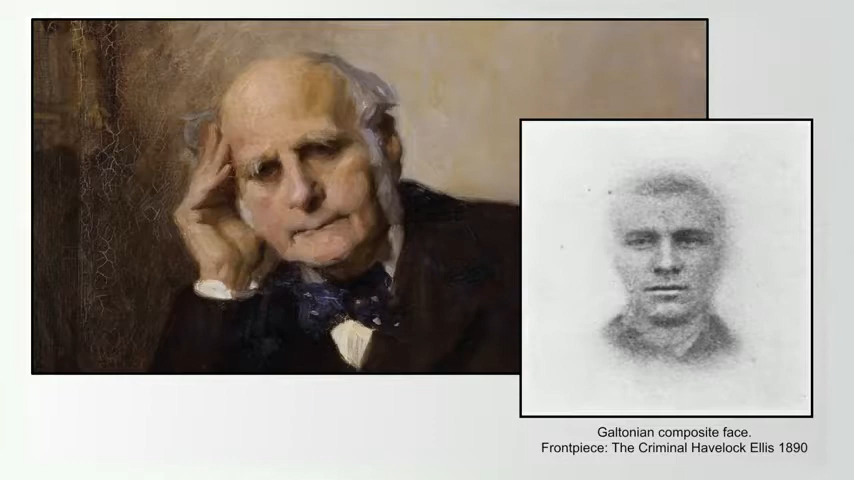 Galtonian composite face.
Frontpiece: The Criminal Havelock Ellis 1890